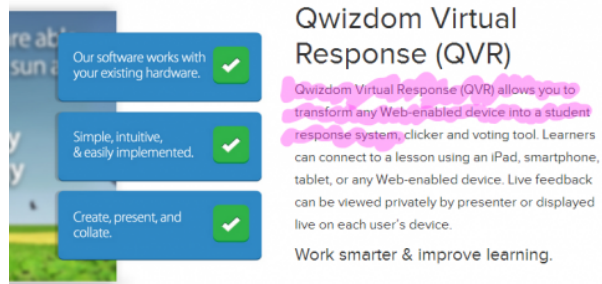 re abl
sun a
y
y
Our software works with
your existing hardware.
Simple, intuitive,
& easily implemented.
Create, present, and
collate.
Qwizdom Virtual
Response (QVR)
Qwizdom Virtual Response (QVR) allows you to
transform any Web-enabled device into a student
response system, clicker and voting tool. Learners
can connect to a lesson using an iPad, smartphone,
tablet, or any Web-enabled device. Live feedback
can be viewed privately by presenter or displayed
live on each user's device.
Work smarter & improve learning.